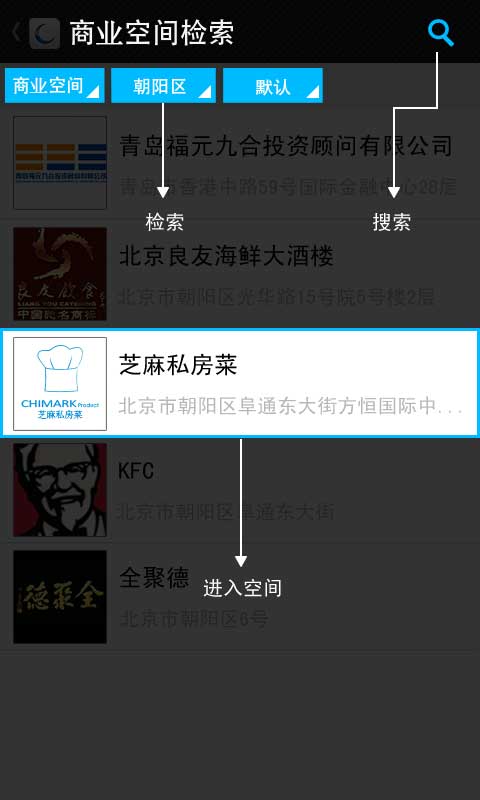 商业空间检索
商业空间
朝阳区
默认
青岛福元九合投资顾问有限公司
青岛市香港中路59号国际金融中心28层
检索
搜索
北京良友海鲜大酒楼
北京市朝阳区光华路15号院5号楼2层
良友饮食
LIANG YOU CATERING
中国驰名商标
芝麻私房菜
北京市朝阳区阜通东大街方恒国际中...
CHIMARK Product
芝麻私房菜
KFC
北京市朝阳区阜通东大街
全聚德
北京市朝阳区6号
德聚全
进入空间